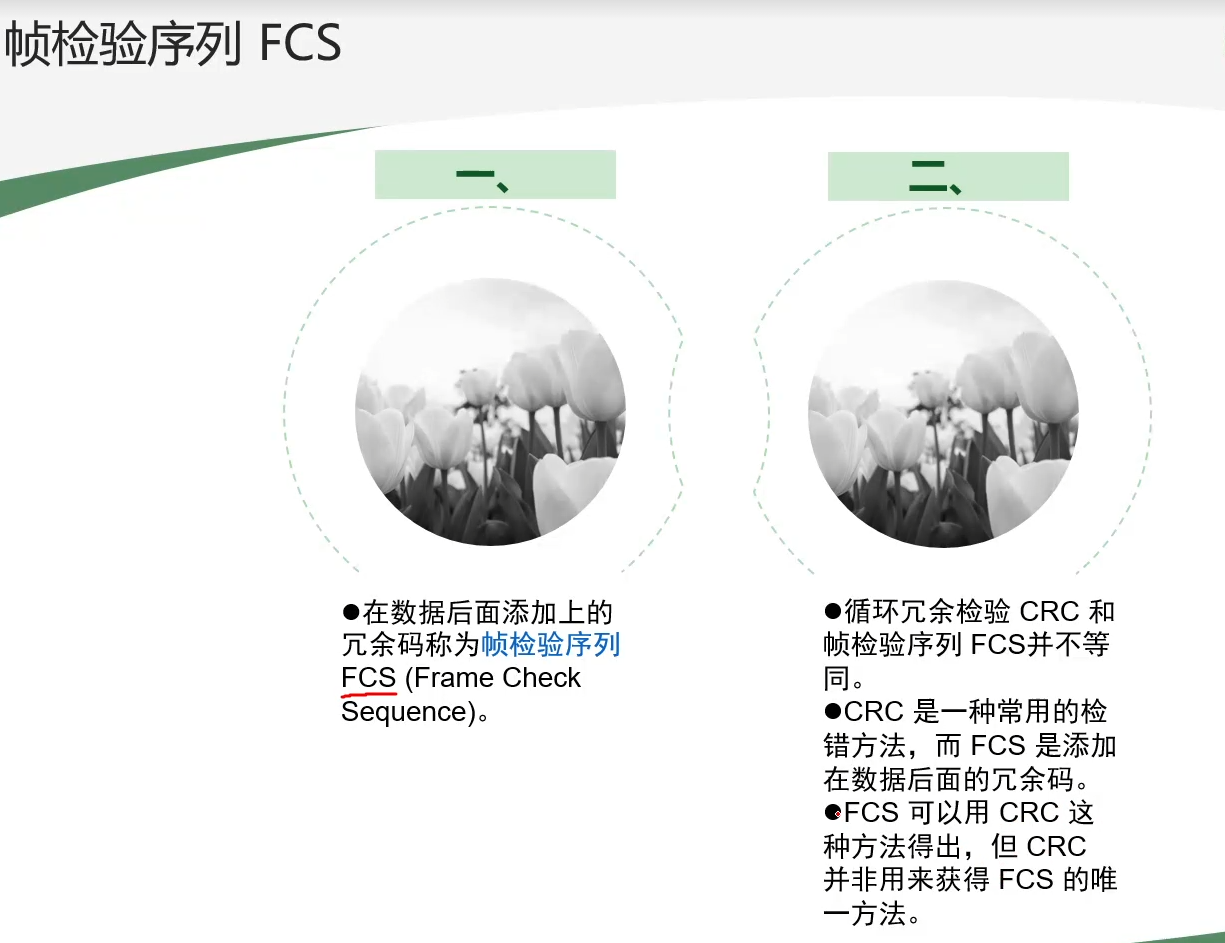 帧检验序列 FCS
一、
●在数据后面添加上的
冗余码称为帧检验序列
FCS (Frame Check
Sequence)。
二、
●循环冗余检验 CRC 和
帧检验序列 FCS并不等
同。
●CRC 是一种常用的检
错方法，而 FCS 是添加
在数据后面的冗余码。
●FCS 可以用 CRC 这
种方法得出，但 CRC
并非用来获得 FCS 的唯
一方法。